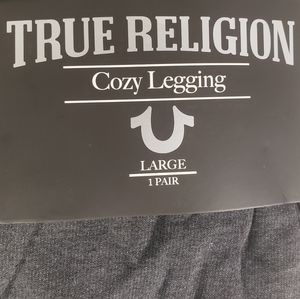 TRUE RELIGION
Cozy Legging
LARGE
1 PAIR